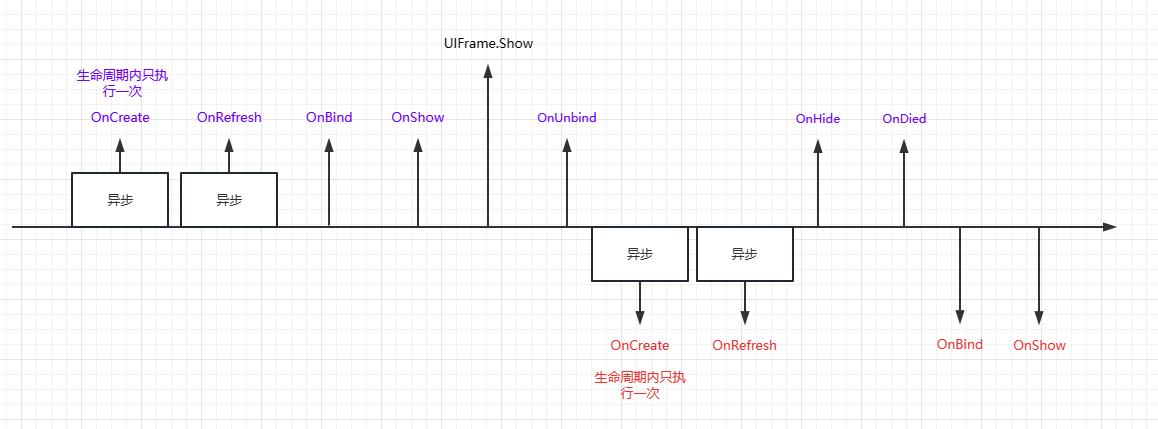 UIFrame.Show
生命周期内只执
行一次
OnCreate
OnRefresh
OnBind
OnShow
OnUnbind
OnHide
OnDied
异步
异步
异步
异步
OnCreate
OnRefresh
OnBind
OnShow
生命周期内只执
行一次